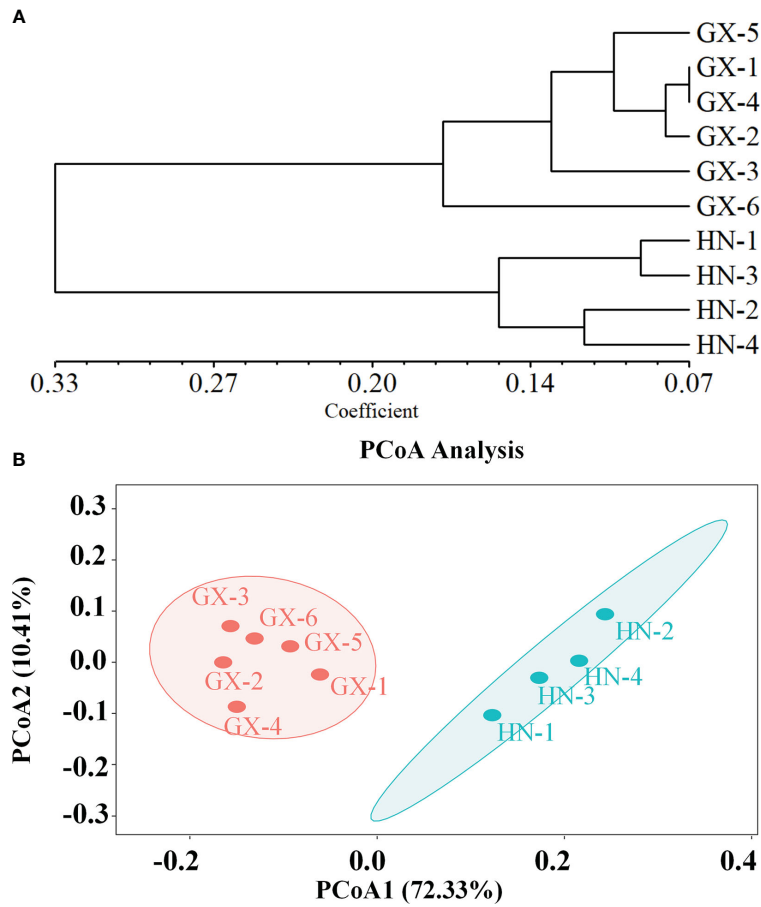 A
GX-5
GX-1
GX-4
GX-2
GX-3
GX-6
HN-1
HN-3
HN-2
HN-4
0.33 0.27 0.20 0.14 0.07
Coefficient
B
PCoA Analysis
PCoA2 (10.41%)
0.3
0.2
0.1
0.0
-0.1
-0.2
-0.3
GX-3
GX-6
GX-5
GX-2
GX-1
GX-4
HN-2
HN-4
HN-3
HN-1
-0.2 0.0 0.2 0.4
PCoA1 (72.33%)